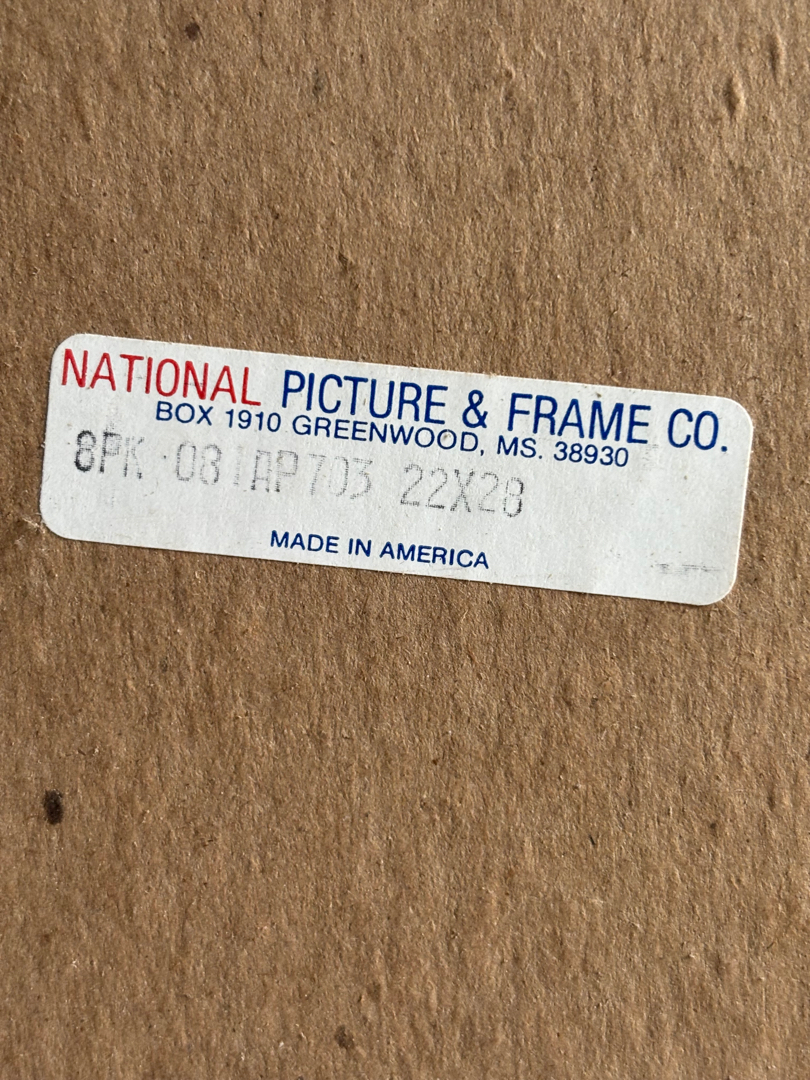 NATIONAL PICTURE & FRAME CO.
BOX 1910 GREENWOOD, MS. 38930
8PK 081AP703 22X28
MADE IN AMERICA